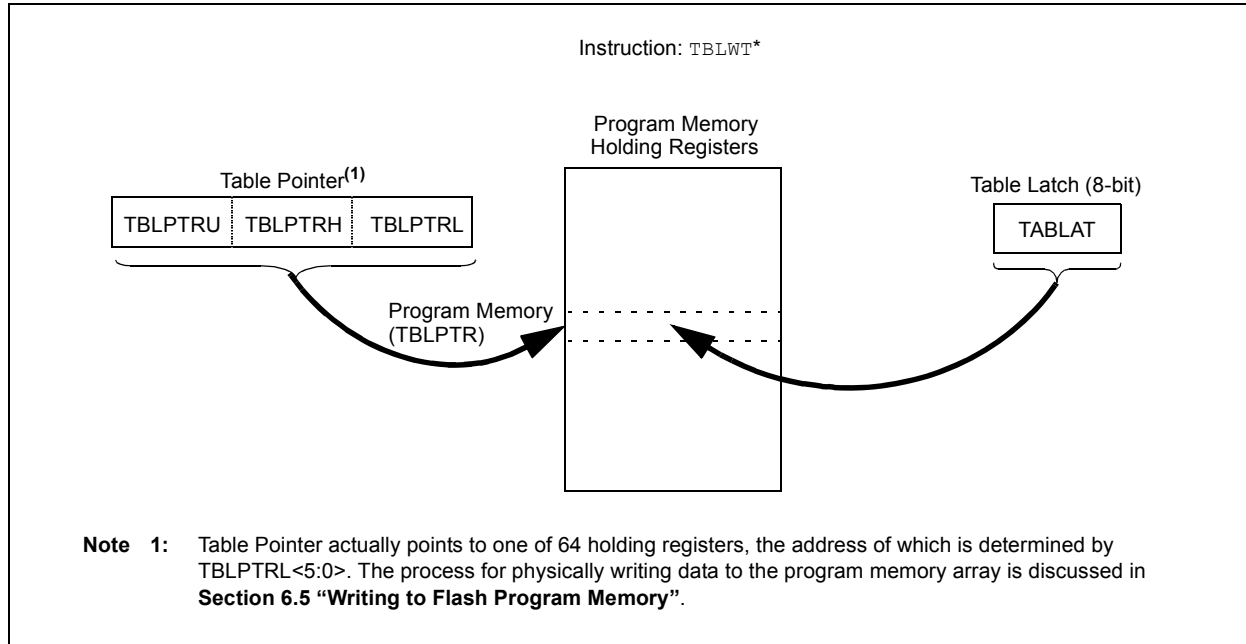 Instruction: TBLWT*
Program Memory
Holding Registers
Table Pointer(1)
Table Latch (8-bit)
TBLPTRU TBLPTRH TBLPTRL
TABLAT
Program Memory
(TBLPTR)
Note 1: Table Pointer actually points to one of 64 holding registers, the address of which is determined by
TBLPTRL<5:0>. The process for physically writing data to the program memory array is discussed in
Section 6.5 “Writing to Flash Program Memory”.